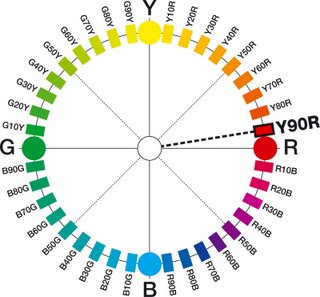 Y
Y10R
Y20R
Y30R
Y40R
Y50R
Y60R
Y70R
Y80R
Y90R
R
R10B
R20B
R30B
R40B
R50B
R60B
R70B
R80B
R90B
B
B10G
B20G
B30G
B40G
B50G
B60G
B70G
B80G
B90G
G
G10Y
G20Y
G30Y
G40Y
G50Y
G60Y
G70Y
G80Y
G90Y